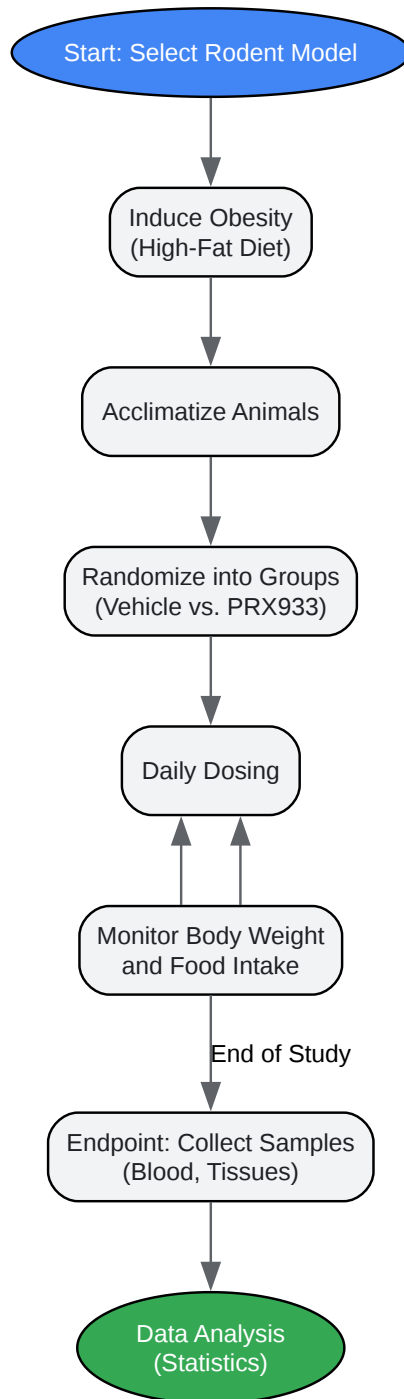 Start: Select Rodent Model
Induce Obesity
(High-Fat Diet)
Acclimatize Animals
Randomize into Groups
(Vehicle vs. PRX933)
Daily Dosing
Monitor Body Weight
and Food Intake
End of Study
Endpoint: Collect Samples
(Blood, Tissues)
Data Analysis
(Statistics)